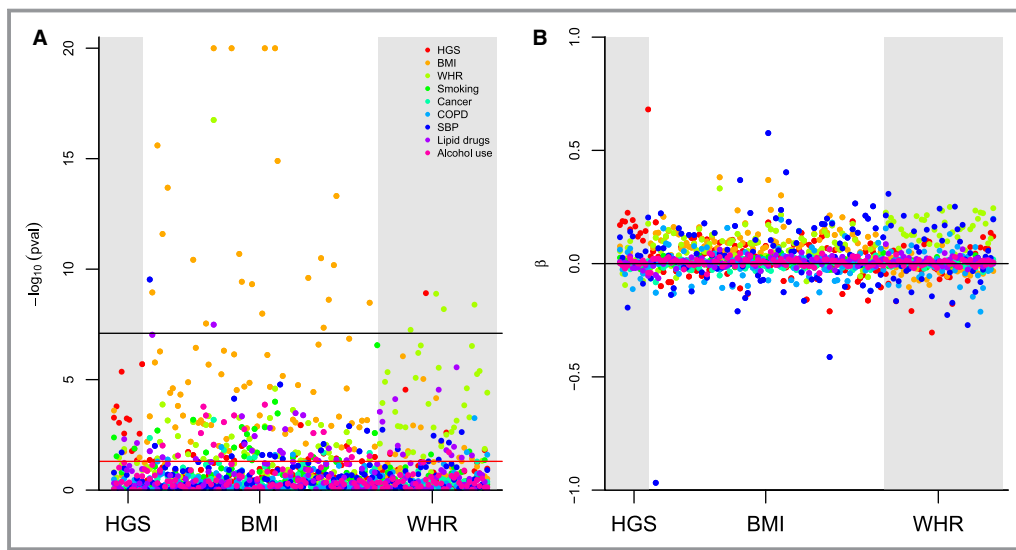 A
−log10 (pval)
20
15
10
5
0
HGS
BMI
WHR
Smoking
Cancer
COPD
SBP
Lipid drugs
Alcohol use
HGS BMI WHR
B
β
1.0
0.5
0.0
−0.5
−1.0
HGS BMI WHR